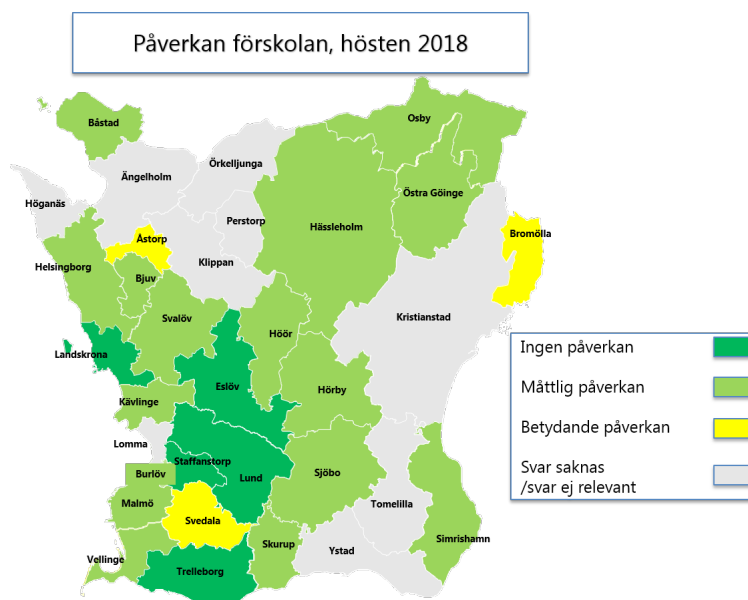 Påverkan förskolan, hösten 2018
Båstad
Osby
Örkelljunga
Ängelholm
Östra Göinge
Höganäs
Perstorp
Hässleholm
Bromölla
Åstorp
Helsingborg
Klippan
Bjuv
Kristianstad
Svalöv
Höör
Landskrona
Eslöv
Hörby
Kävlinge
Lomma
Staffanstorp
Burlöv
Lund
Sjöbo
Malmö
Tomelilla
Svedala
Simrishamn
Skurup
Ystad
Vellinge
Trelleborg
Ingen påverkan
Måttlig påverkan
Betydande påverkan
Svar saknas
/svar ej relevant